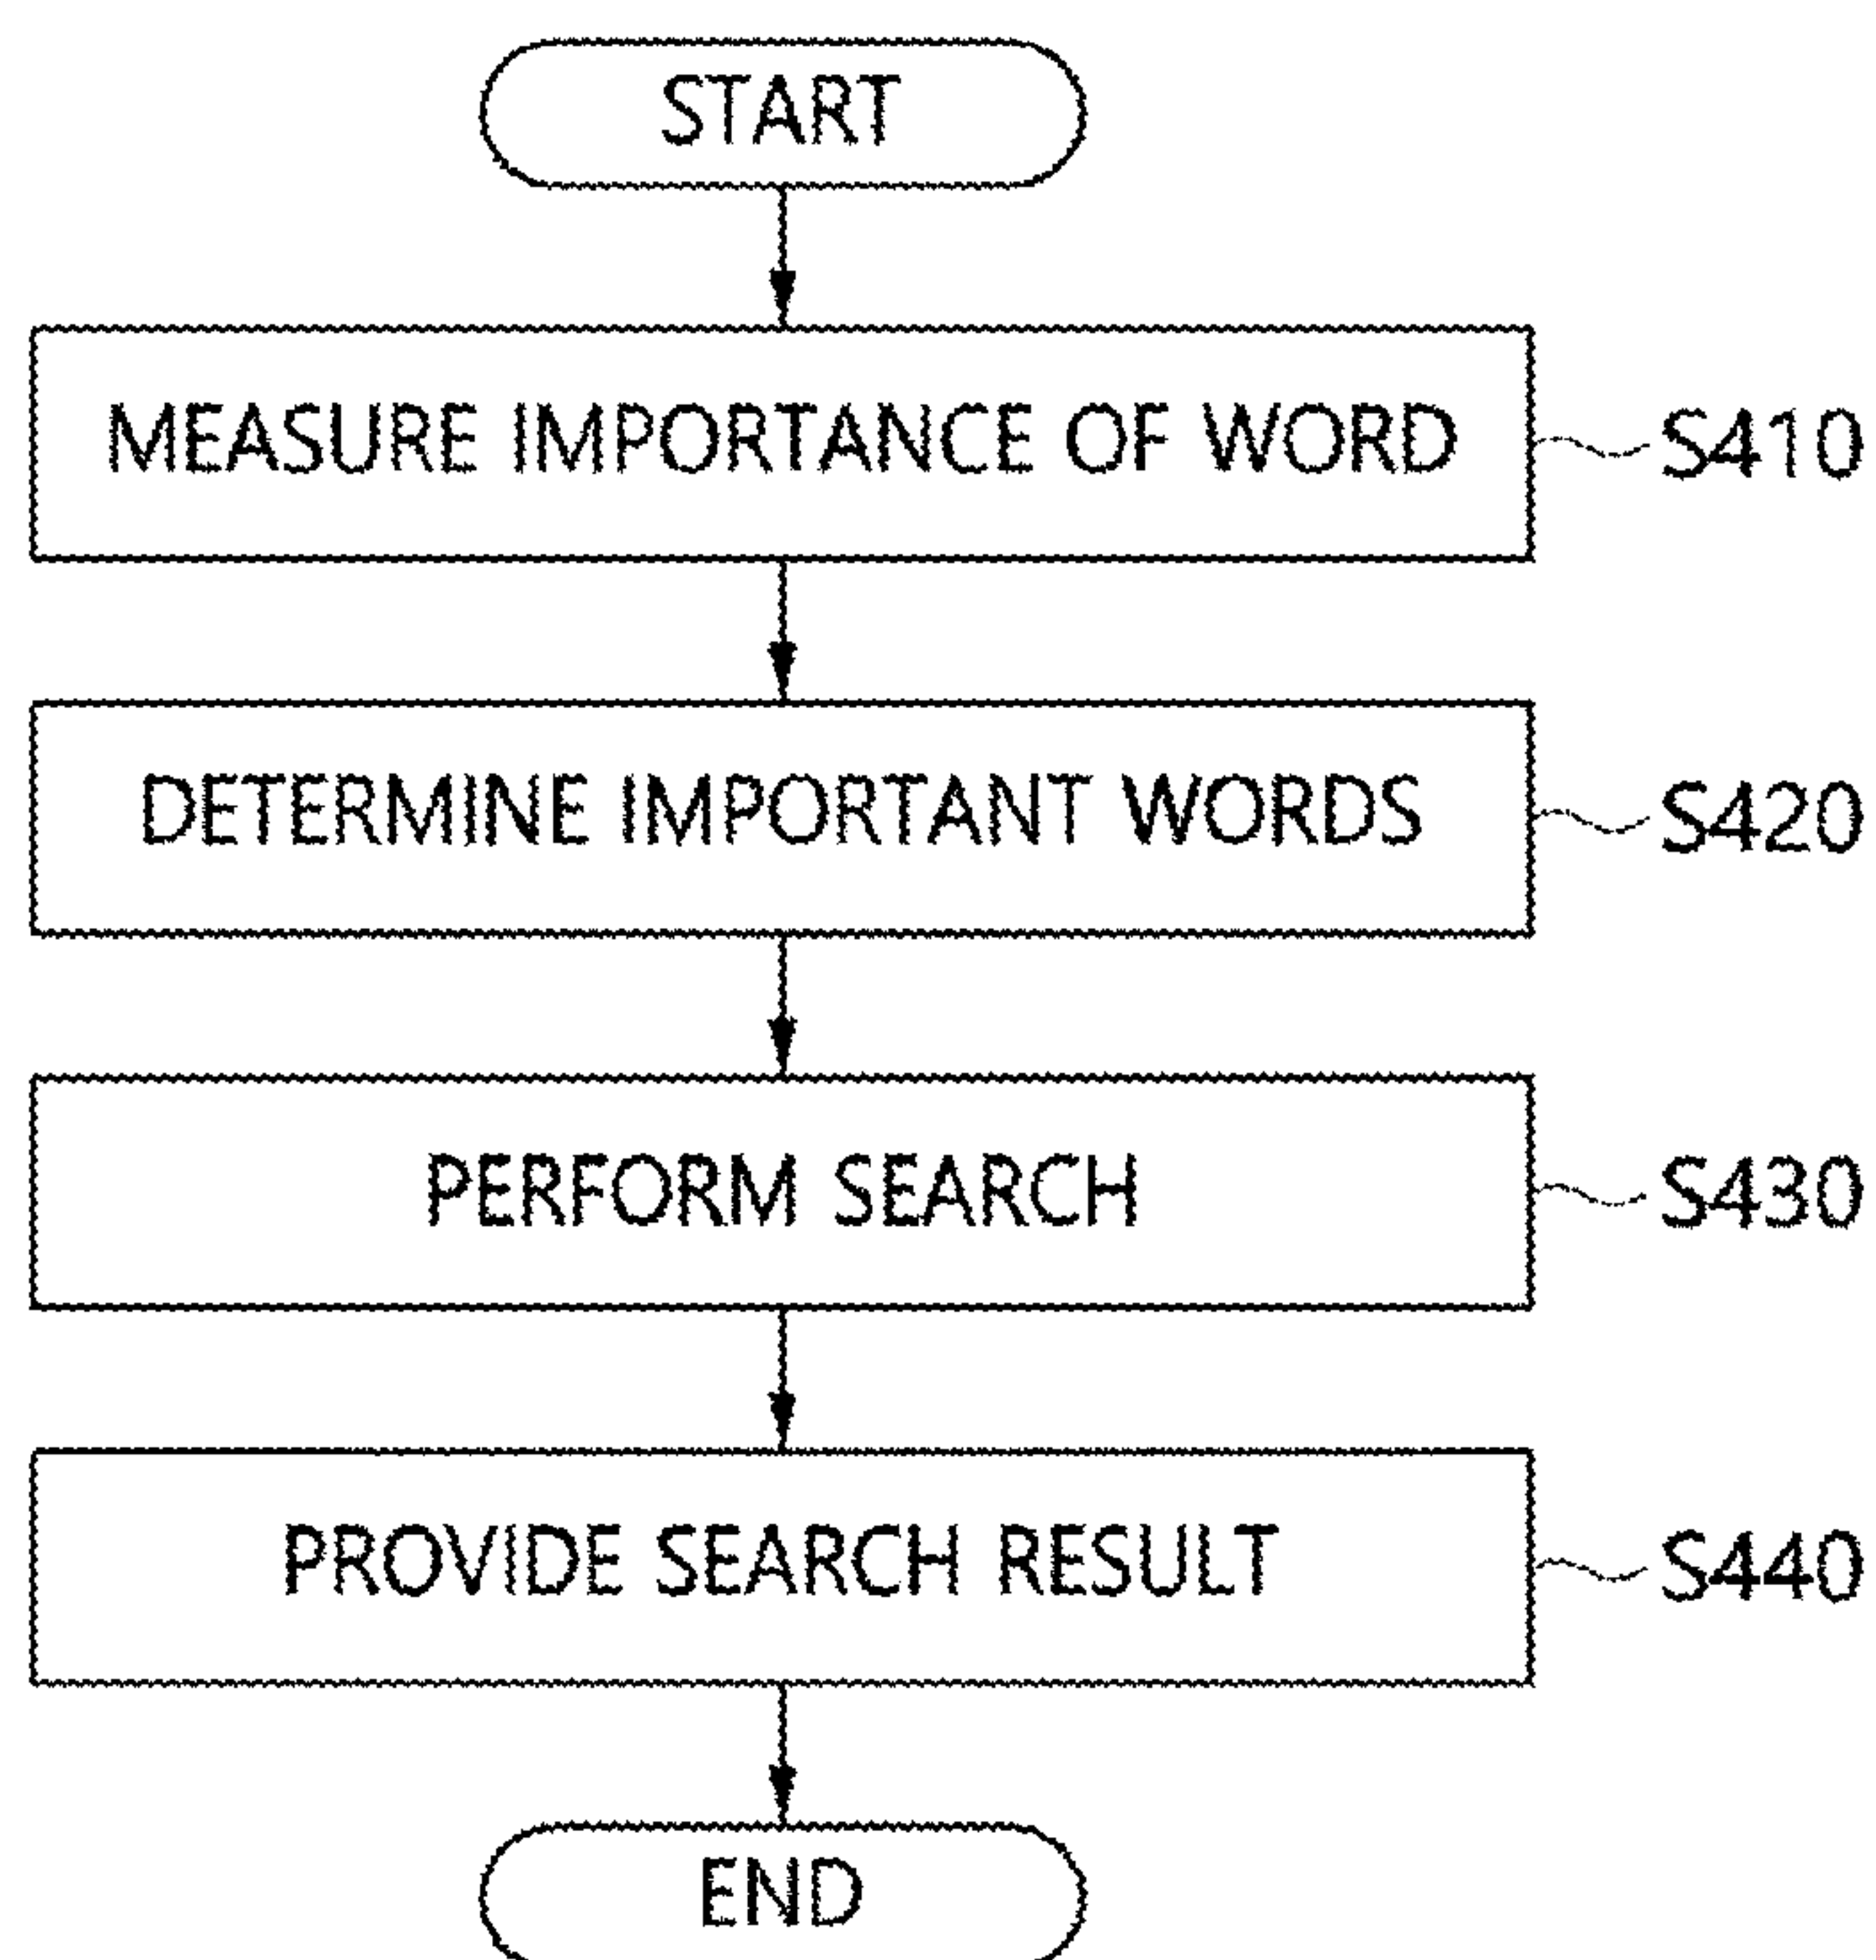 START
MEASURE IMPORTANCE OF WORD
S410
DETERMINE IMPORTANT WORDS
S420
PERFORM SEARCH
S430
PROVIDE SEARCH RESULT
S440
END